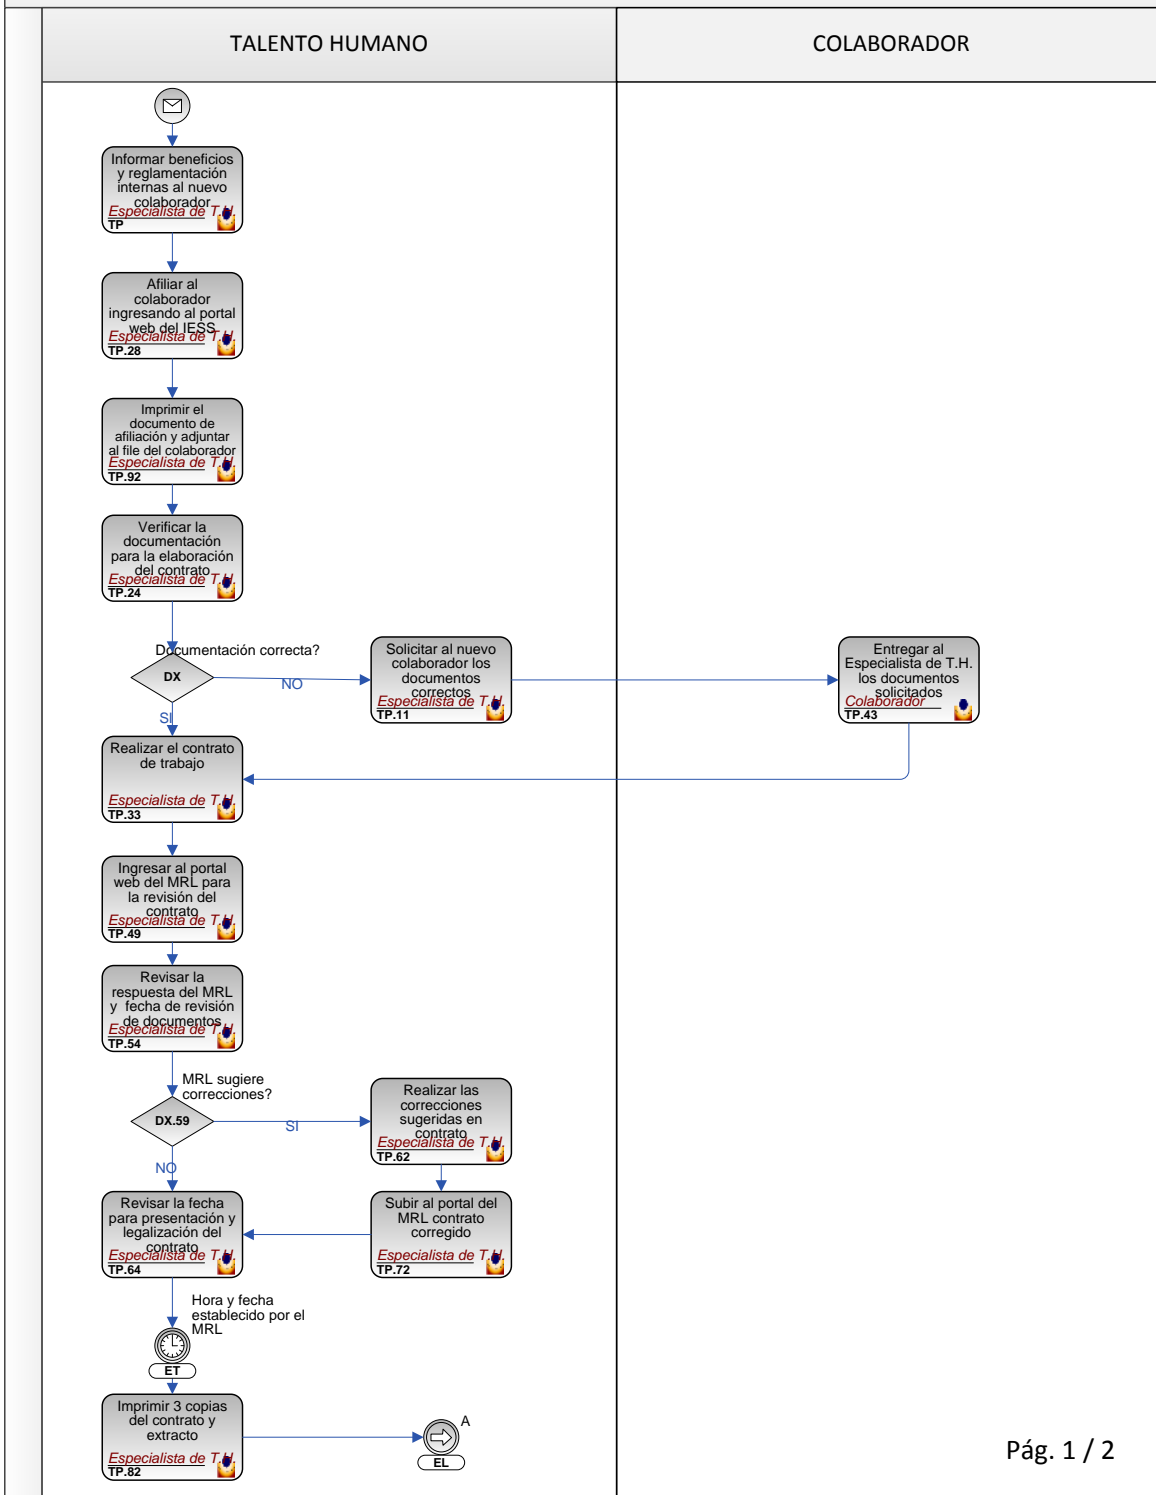 TALENTO HUMANO
COLABORADOR
Informar beneficios
y reglamentación
internas al nuevo
colaborador
Especialista de T.H.
TP
Afiliar al
colaborador
ingresando al portal
web del IESS
Especialista de T.H.
TP.28
Imprimir el
documento de
afiliación y adjuntar
al file del colaborador
Especialista de T.H.
TP.92
Verificar la
documentación
para la elaboración
del contrato
Especialista de T.H.
TP.24
Documentación correcta?
DX
NO
SI
Solicitar al nuevo
colaborador los
documentos
correctos
Especialista de T.H.
TP.11
Entregar al
Especialista de T.H.
los documentos
solicitados
Colaborador
TP.43
Realizar el contrato
de trabajo
Especialista de T.H.
TP.33
Ingresar al portal
web del MRL para
la revisión del
contrato
Especialista de T.H.
TP.49
Revisar la
respuesta del MRL
y fecha de revisión
de documentos
Especialista de T.H.
TP.54
MRL sugiere
correcciones?
DX.59
SI
NO
Realizar las
correcciones
sugeridas en
contrato
Especialista de T.H.
TP.62
Revisar la fecha
para presentación y
legalización del
contrato
Especialista de T.H.
TP.64
Subir al portal del
MRL contrato
corregido
Especialista de T.H.
TP.72
Hora y fecha
establecido por el
MRL
ET
Imprimir 3 copias
del contrato y
extracto
Especialista de T.H.
TP.82
A
EL
Pág. 1 / 2